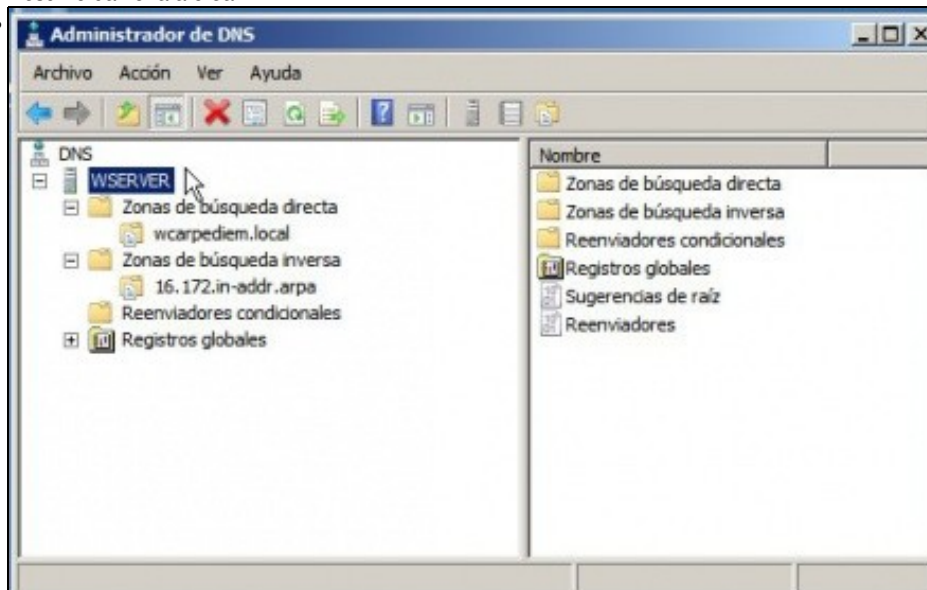 Administrador de DNS
Archivo Acción Ver Ayuda
DNS
WSERVER
Zonas de búsqueda directa
wcarpediem.local
Zonas de búsqueda inversa
16.172.in-addr.arpa
Reenviadores condicionales
Registros globales
Nombre
Zonas de búsqueda directa
Zonas de búsqueda inversa
Reenviadores condicionales
Registros globales
Sugerencias de raíz
Reenviadores